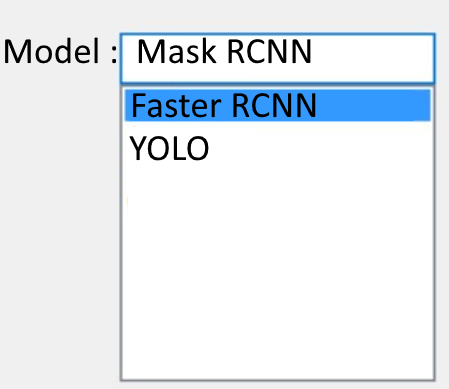 Model : Mask RCNN
Faster RCNN
YOLO